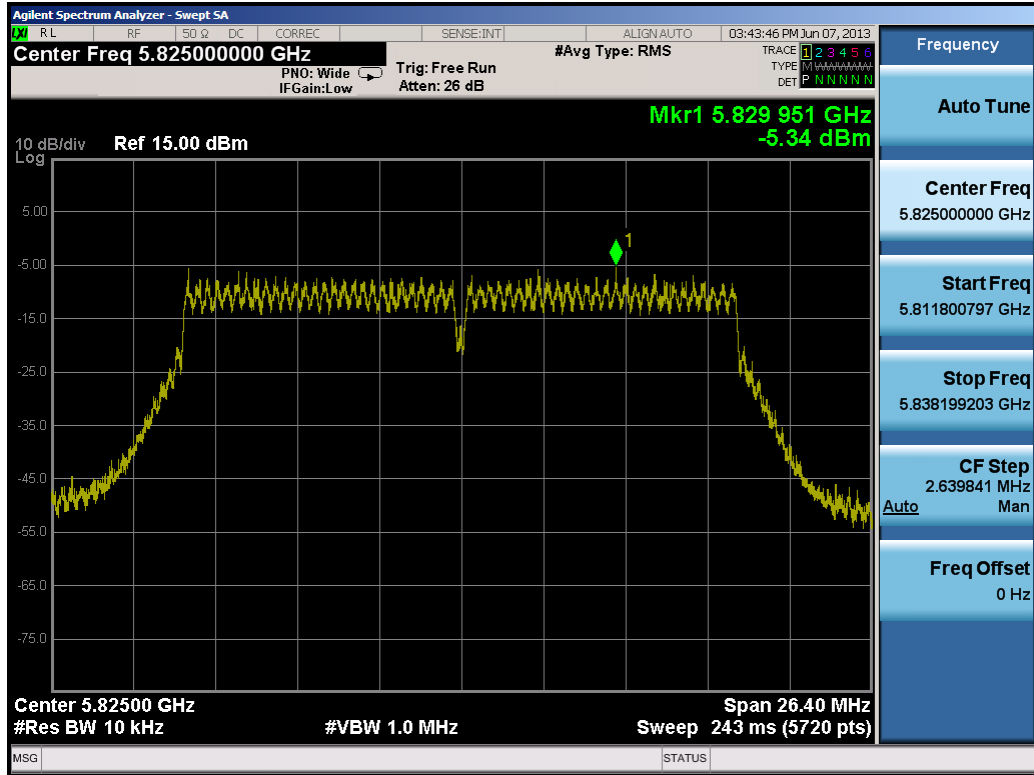 Agilent Spectrum Analyzer - Swept SA
LXI RL RF 50 Ω DC CORREC SENSE:INT ALIGN AUTO 03:43:46 PM Jun 07, 2013
Center Freq 5.825000000 GHz
PNO: Wide
IFGain:Low
Trig: Free Run
Atten: 26 dB
#Avg Type: RMS
TRACE 1 2 3 4 5 6
TYPE M WWWWW
DET P N N N N N
Mkr1 5.829 951 GHz
-5.34 dBm
10 dB/div Ref 15.00 dBm
Log
5.00
-5.00
-15.0
-25.0
-35.0
-45.0
-55.0
-65.0
-75.0
1
Center 5.82500 GHz Span 26.40 MHz
#Res BW 10 kHz #VBW 1.0 MHz Sweep 243 ms (5720 pts)
MSG STATUS
Frequency
Auto Tune
Center Freq
5.825000000 GHz
Start Freq
5.811800797 GHz
Stop Freq
5.838199203 GHz
CF Step
2.639841 MHz
Auto Man
Freq Offset
0 Hz